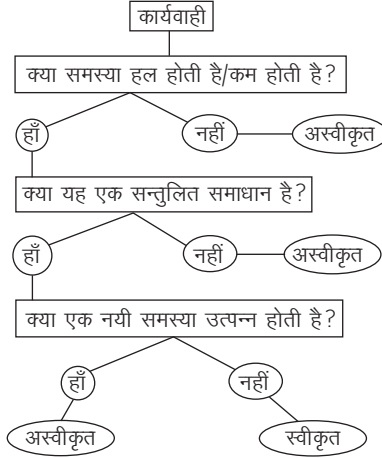 कार्यवाही
क्या समस्या हल होती है/कम होती है?
हाँ नहीं अस्वीकृत
क्या यह एक सन्तुलित समाधान है?
हाँ नहीं अस्वीकृत
क्या एक नयी समस्या उत्पन्न होती है?
हाँ नहीं
अस्वीकृत स्वीकृत